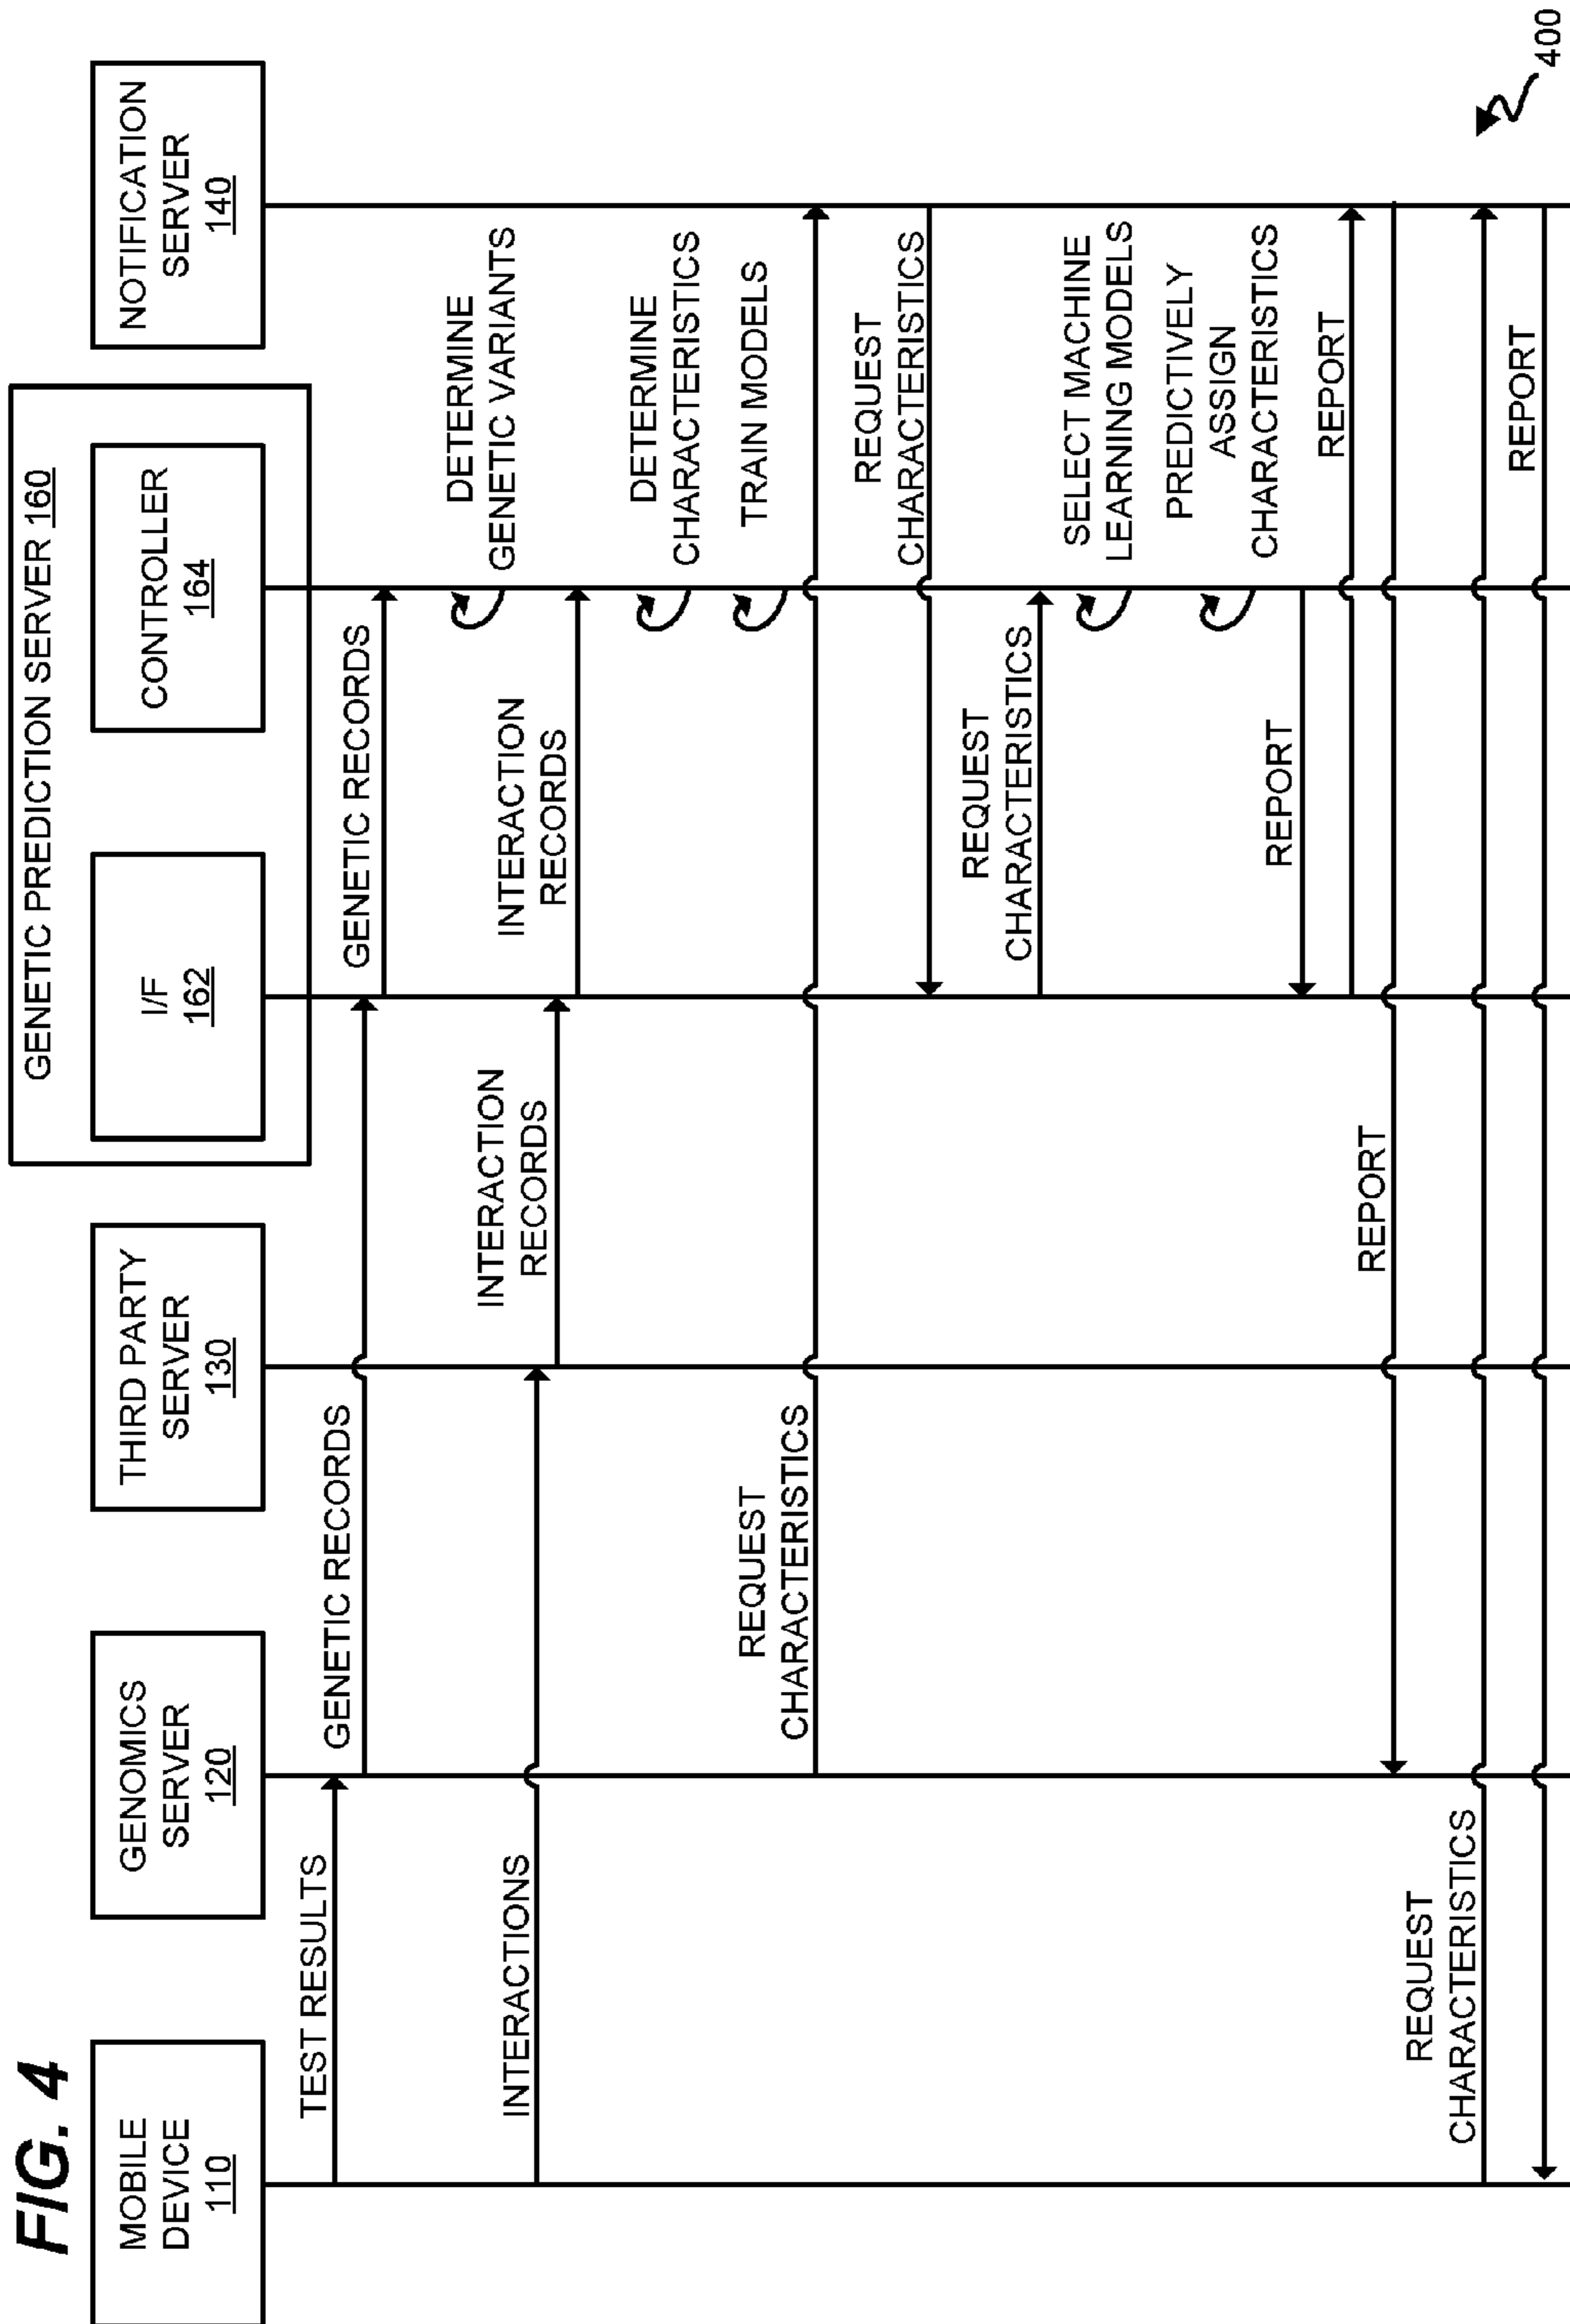 FIG. 4
MOBILE
DEVICE
110
GENOMICS
SERVER
120
THIRD PARTY
SERVER
130
GENETIC PREDICTION SERVER 160
I/F
162
CONTROLLER
164
NOTIFICATION
SERVER
140
TEST RESULTS
GENETIC RECORDS
GENETIC RECORDS
DETERMINE
GENETIC VARIANTS
INTERACTIONS
INTERACTION
RECORDS
INTERACTION
RECORDS
DETERMINE
CHARACTERISTICS
TRAIN MODELS
REQUEST
CHARACTERISTICS
REQUEST
CHARACTERISTICS
REQUEST
CHARACTERISTICS
SELECT MACHINE
LEARNING MODELS
PREDICTIVELY
ASSIGN
CHARACTERISTICS
REPORT
REPORT
REPORT
REQUEST
CHARACTERISTICS
REPORT
400